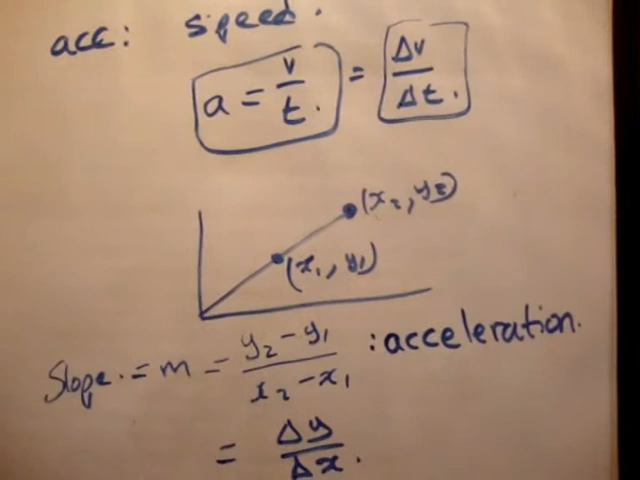 acc: speed.
a = v/t. = Δv/Δt.
(x₂, y₂)
(x₁, y₁)
Slope. = m = y₂ - y₁ / x₂ - x₁ : acceleration.
= Δy/Δx.